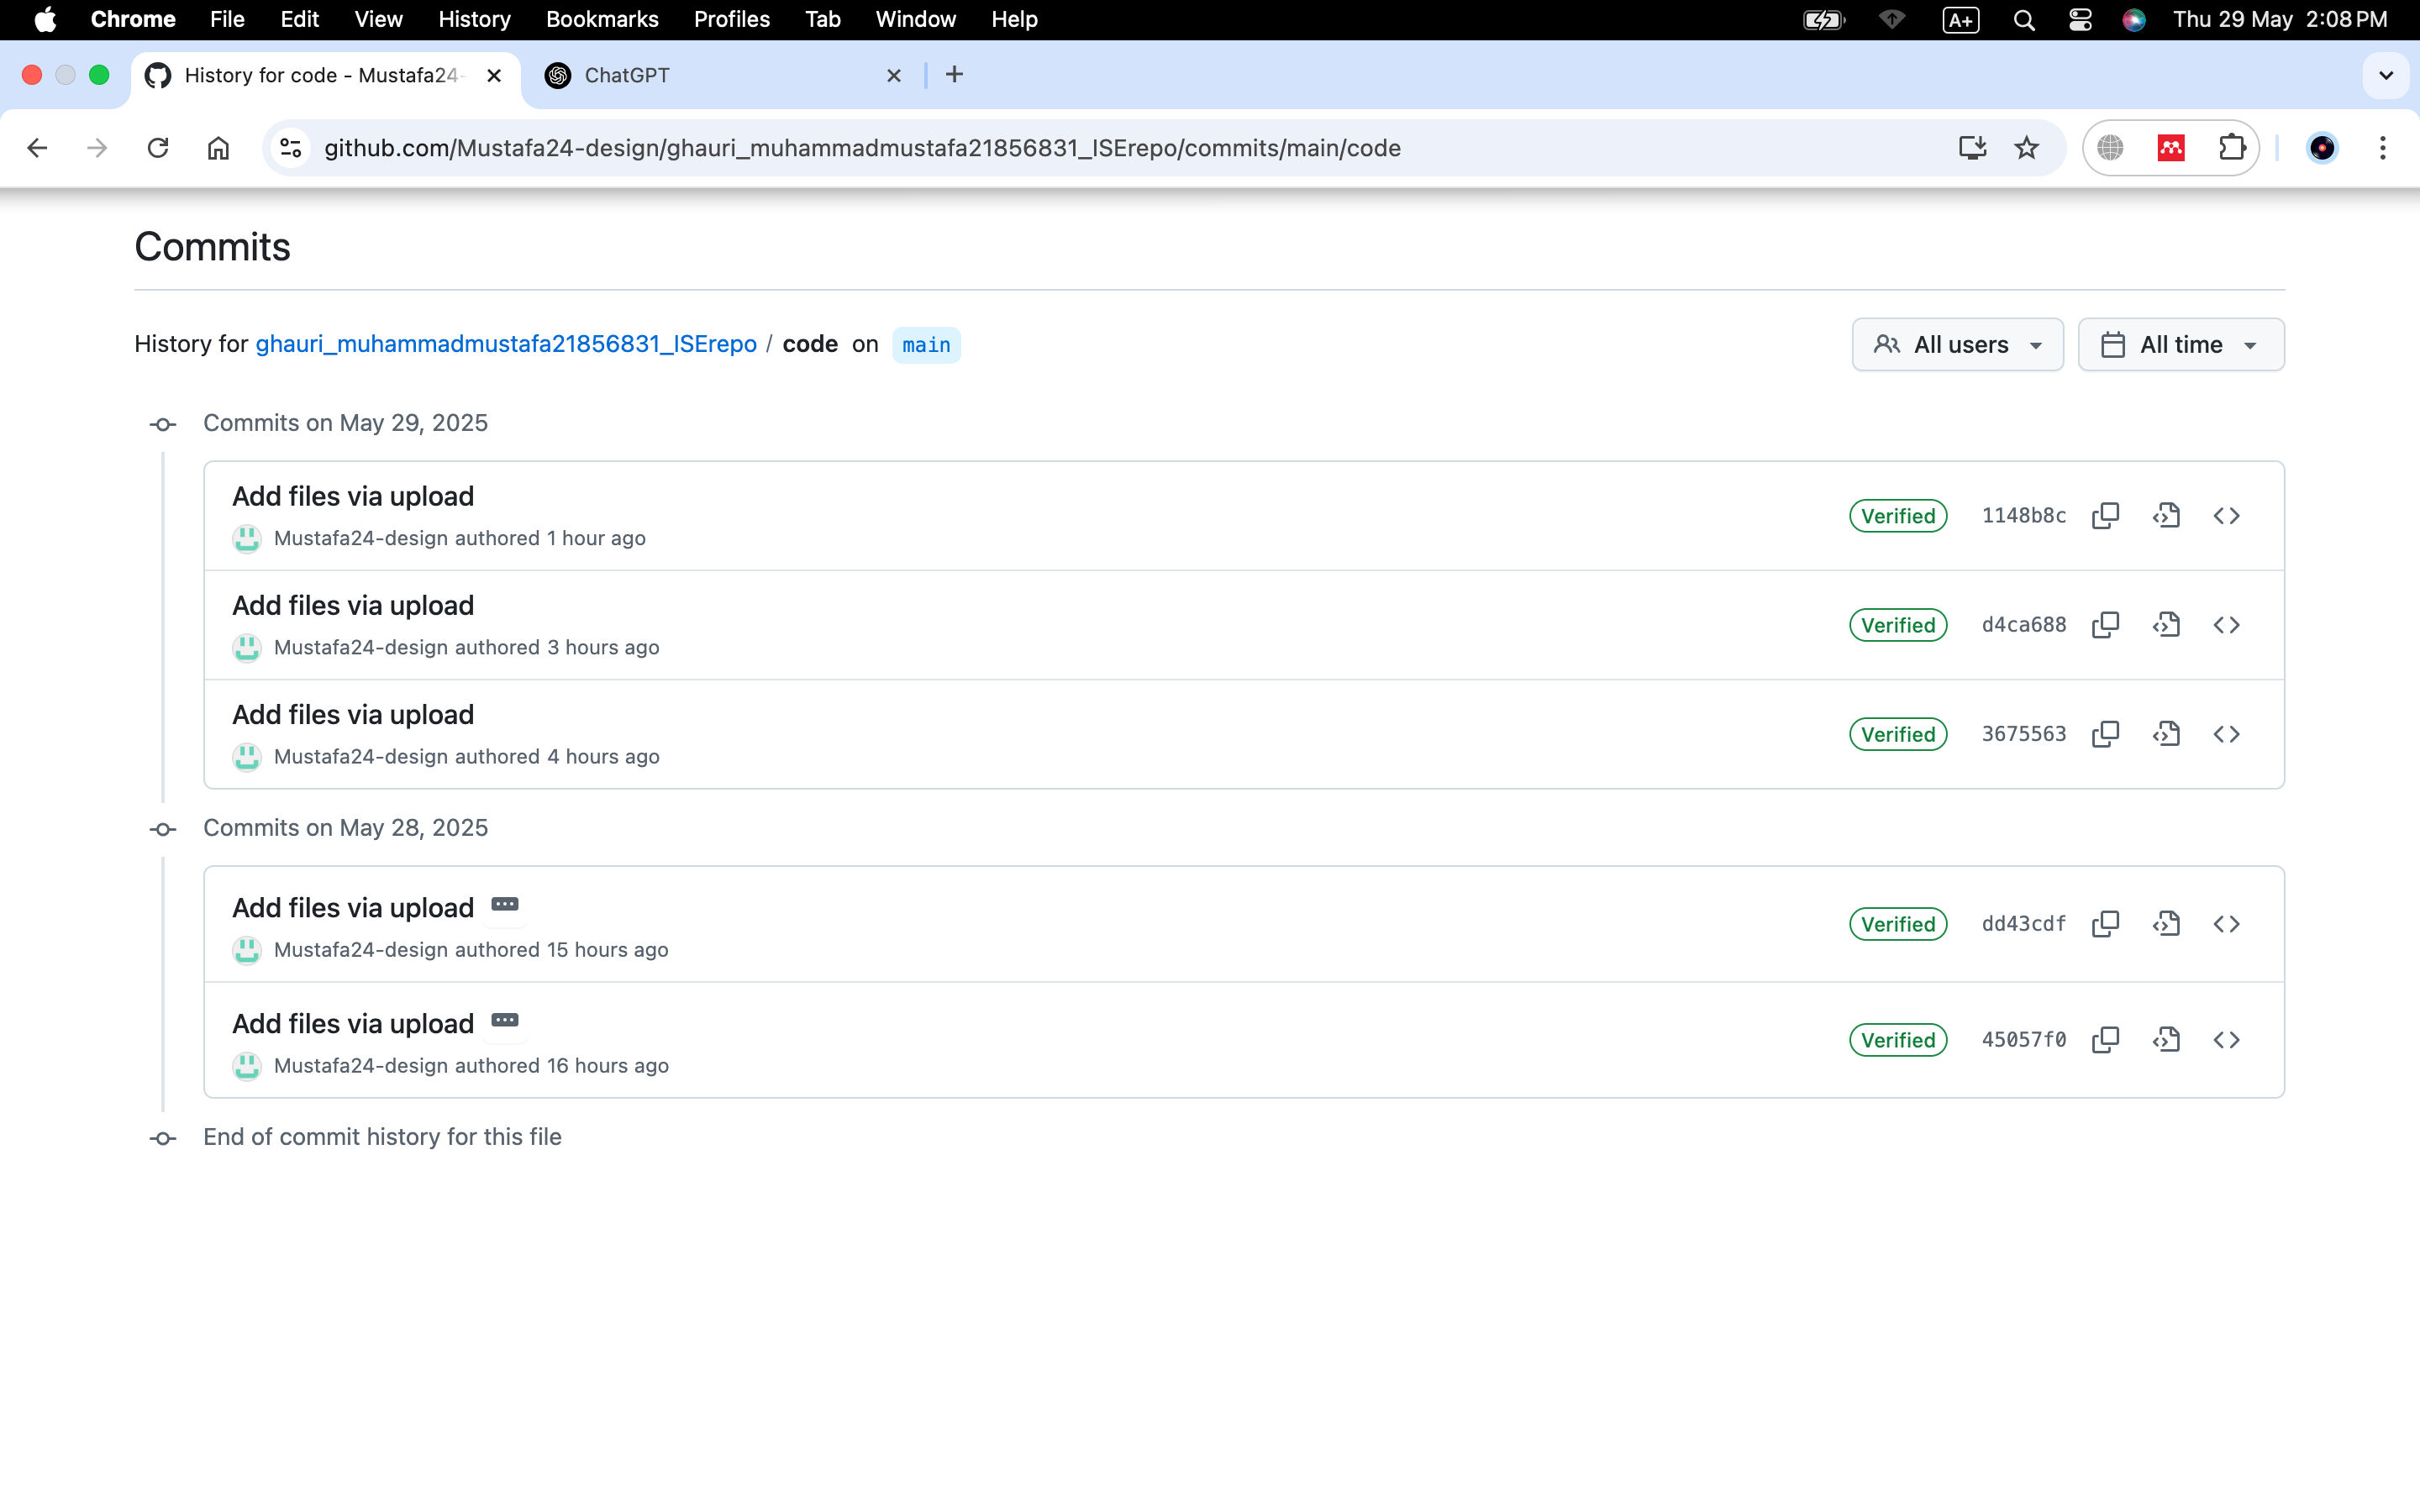 Chrome File Edit View History Bookmarks Profiles Tab Window Help A+ Thu 29 May 2:08 PM
History for code - Mustafa24- ChatGPT
github.com/Mustafa24-design/ghauri_muhammadmustafa21856831_ISErepo/commits/main/code
Commits
History for ghauri_muhammadmustafa21856831_ISErepo / code on main All users All time
Commits on May 29, 2025
Add files via upload
Mustafa24-design authored 1 hour ago
Verified 1148b8c
Add files via upload
Mustafa24-design authored 3 hours ago
Verified d4ca688
Add files via upload
Mustafa24-design authored 4 hours ago
Verified 3675563
Commits on May 28, 2025
Add files via upload
Mustafa24-design authored 15 hours ago
Verified dd43cdf
Add files via upload
Mustafa24-design authored 16 hours ago
Verified 45057f0
End of commit history for this file